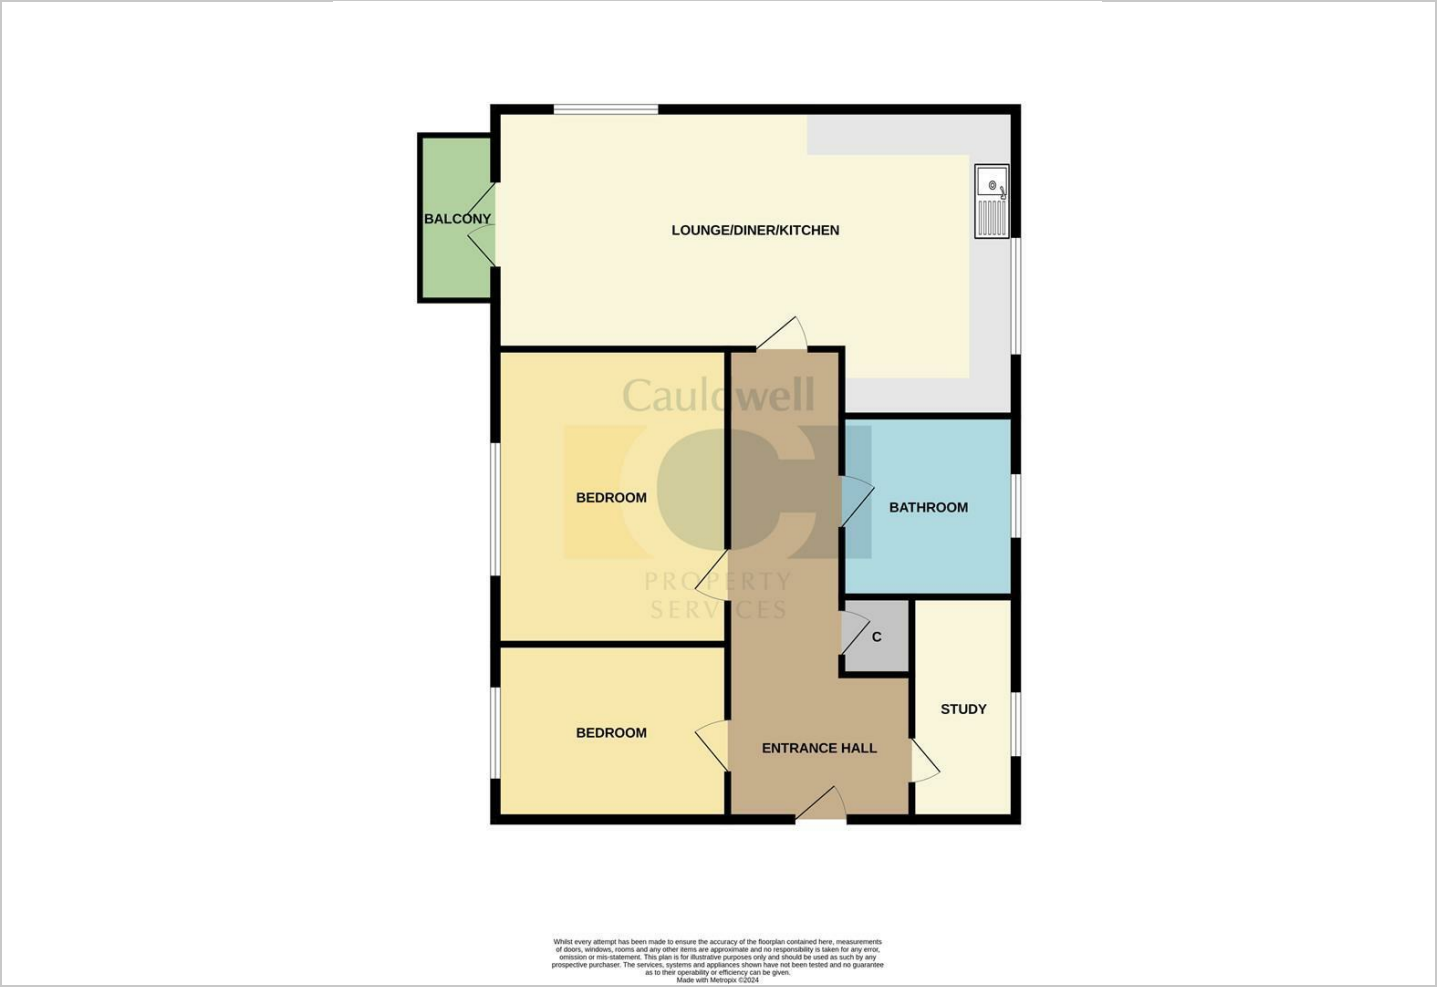 BALCONY
LOUNGE/DINER/KITCHEN
Cauldwell
BEDROOM
BATHROOM
PROPERTY
SERVICES
C
STUDY
BEDROOM
ENTRANCE HALL
Whilst every attempt has been made to ensure the accuracy of the floorplan contained here, measurements
of doors, windows, rooms and any other items are approximate and no responsibility is taken for any error,
omission or mis-statement. This plan is for illustrative purposes only and should be used as such by any
prospective purchaser. The services, systems and appliances shown have not been tested and no guarantee
as to their operability or efficiency can be given.
Made with Metropix ©2024